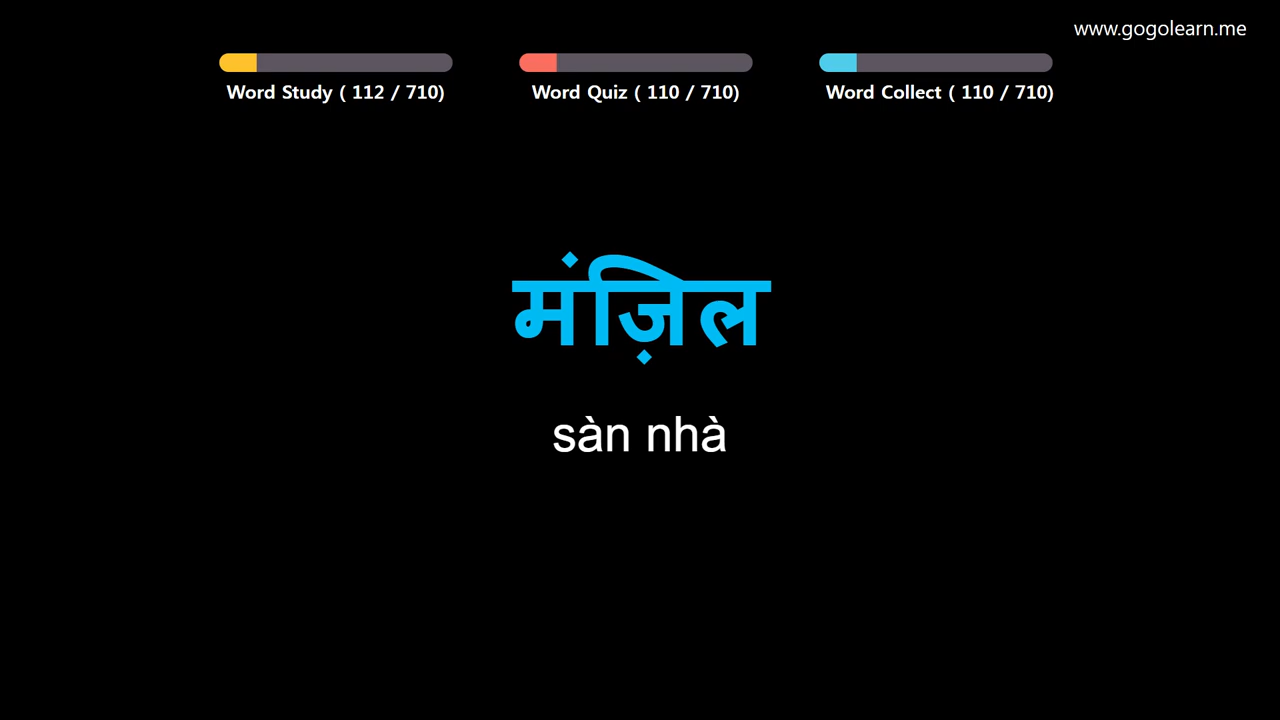 www.gogolearn.me
Word Study ( 112 / 710)
Word Quiz ( 110 / 710)
Word Collect ( 110 / 710)
मंज़िल
sàn nhà